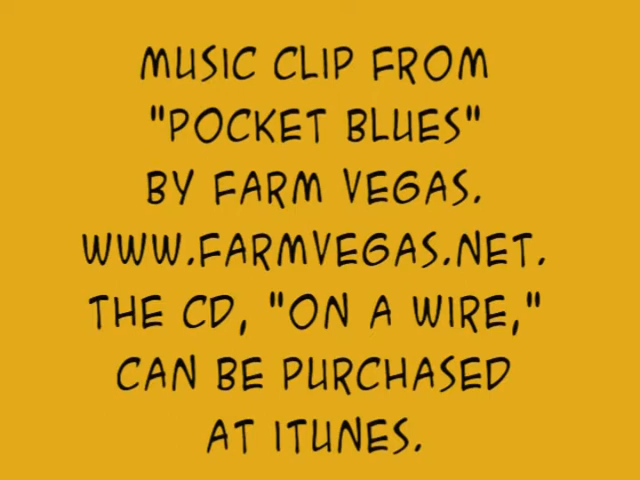 MUSIC CLIP FROM
"POCKET BLUES"
BY FARM VEGAS.
WWW.FARMVEGAS.NET.
THE CD, "ON A WIRE,"
CAN BE PURCHASED
AT ITUNES.